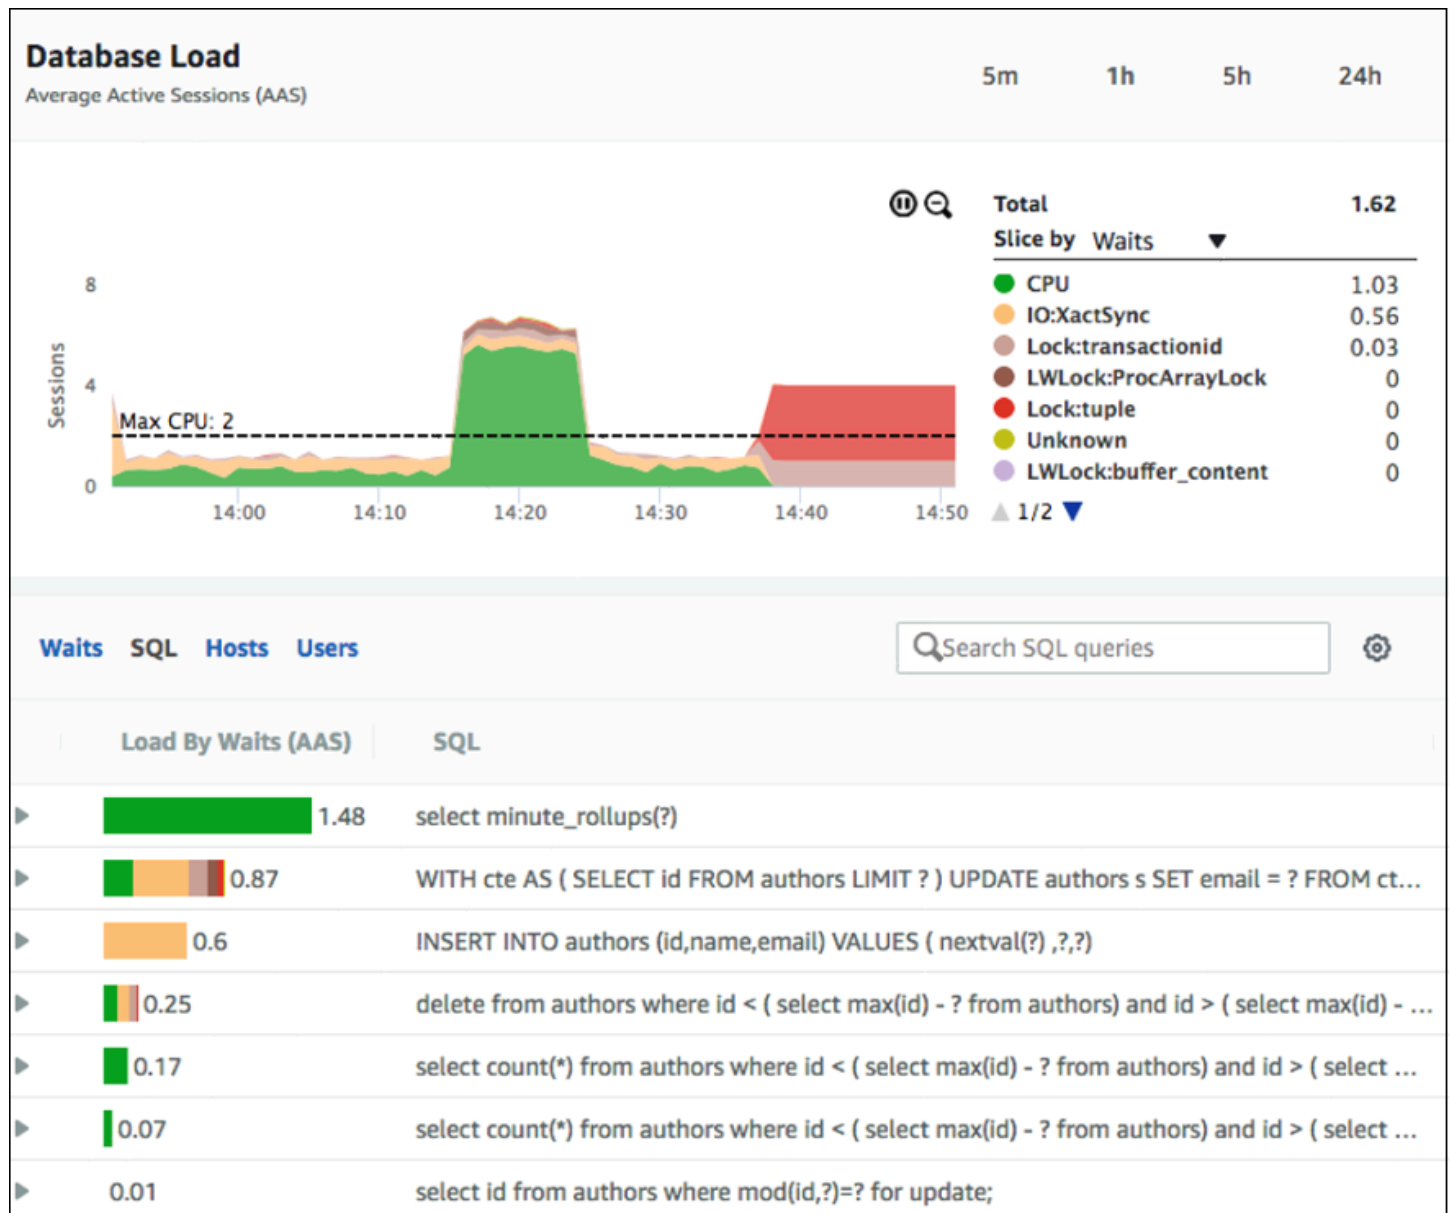 Database Load
Average Active Sessions (AAS)
5m 1h 5h 24h
Total 1.62
Slice by Waits
CPU 1.03
IO:XactSync 0.56
Lock:transactionid 0.03
LWLock:ProcArrayLock 0
Lock:tuple 0
Unknown 0
LWLock:buffer_content 0
1/2
Sessions
8
4
0
Max CPU: 2
14:00 14:10 14:20 14:30 14:40 14:50
Waits SQL Hosts Users
Search SQL queries
Load By Waits (AAS) SQL
1.48 select minute_rollups(?)
0.87 WITH cte AS ( SELECT id FROM authors LIMIT ? ) UPDATE authors s SET email = ? FROM ct...
0.6 INSERT INTO authors (id,name,email) VALUES ( nextval(?) ,?,?)
0.25 delete from authors where id < ( select max(id) - ? from authors) and id > ( select max(id) - ...
0.17 select count(*) from authors where id < ( select max(id) - ? from authors) and id > ( select ...
0.07 select count(*) from authors where id < ( select max(id) - ? from authors) and id > ( select ...
0.01 select id from authors where mod(id,?)=? for update;